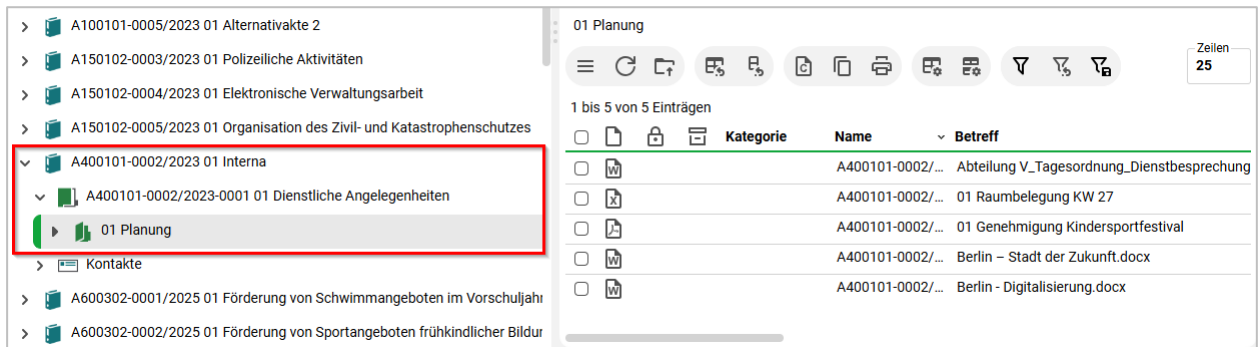 A100101-0005/2023 01 Alternativakte 2
A150102-0003/2023 01 Polizeiliche Aktivitäten
A150102-0004/2023 01 Elektronische Verwaltungsarbeit
A150102-0005/2023 01 Organisation des Zivil- und Katastrophenschutzes
A400101-0002/2023 01 Interna
A400101-0002/2023-0001 01 Dienstliche Angelegenheiten
01 Planung
Kontakte
A600302-0001/2025 01 Förderung von Schwimmangeboten im Vorschuljahr
A600302-0002/2025 01 Förderung von Sportangeboten frühkindlicher Bildur
01 Planung
Zeilen
25
1 bis 5 von 5 Einträgen
Kategorie Name Betreff
A400101-0002/... Abteilung V_Tagesordnung_Dienstbesprechung
A400101-0002/... 01 Raumbelegung KW 27
A400101-0002/... 01 Genehmigung Kindersportfestival
A400101-0002/... Berlin – Stadt der Zukunft.docx
A400101-0002/... Berlin - Digitalisierung.docx